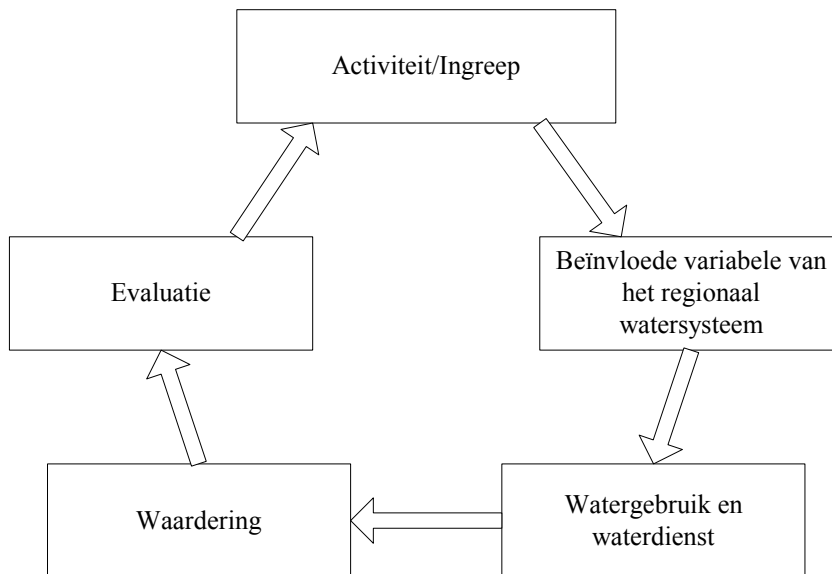 Activiteit/Ingreep
Beïnvloede variabele van
het regionaal
watersysteem
Evaluatie
Waardering
Watergebruik en
waterdienst